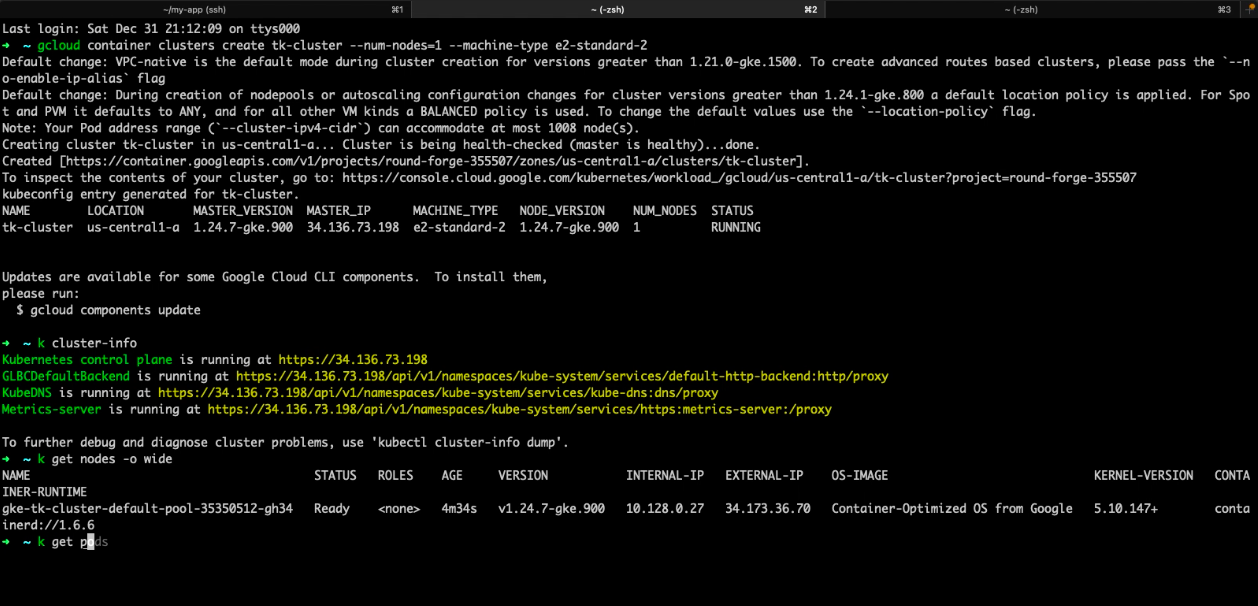 ~/my-app (ssh) ⌘1 ~ (-zsh) ⌘2 ~ (-zsh) ⌘3
Last login: Sat Dec 31 21:12:09 on ttys000
➜ ~ gcloud container clusters create tk-cluster --num-nodes=1 --machine-type e2-standard-2
Default change: VPC-native is the default mode during cluster creation for versions greater than 1.21.0-gke.1500. To create advanced routes based clusters, please pass the `--n
o-enable-ip-alias` flag
Default change: During creation of nodepools or autoscaling configuration changes for cluster versions greater than 1.24.1-gke.800 a default location policy is applied. For Spo
t and PVM it defaults to ANY, and for all other VM kinds a BALANCED policy is used. To change the default values use the `--location-policy` flag.
Note: Your Pod address range (`--cluster-ipv4-cidr`) can accommodate at most 1008 node(s).
Creating cluster tk-cluster in us-central1-a... Cluster is being health-checked (master is healthy)...done.
Created [https://container.googleapis.com/v1/projects/round-forge-355507/zones/us-central1-a/clusters/tk-cluster].
To inspect the contents of your cluster, go to: https://console.cloud.google.com/kubernetes/workload_/gcloud/us-central1-a/tk-cluster?project=round-forge-355507
kubeconfig entry generated for tk-cluster.
NAME LOCATION MASTER_VERSION MASTER_IP MACHINE_TYPE NODE_VERSION NUM_NODES STATUS
tk-cluster us-central1-a 1.24.7-gke.900 34.136.73.198 e2-standard-2 1.24.7-gke.900 1 RUNNING
Updates are available for some Google Cloud CLI components. To install them,
please run:
$ gcloud components update
➜ ~ k cluster-info
Kubernetes control plane is running at https://34.136.73.198
GLBCDefaultBackend is running at https://34.136.73.198/api/v1/namespaces/kube-system/services/default-http-backend:http/proxy
KubeDNS is running at https://34.136.73.198/api/v1/namespaces/kube-system/services/kube-dns:dns/proxy
Metrics-server is running at https://34.136.73.198/api/v1/namespaces/kube-system/services/https:metrics-server:/proxy
To further debug and diagnose cluster problems, use 'kubectl cluster-info dump'.
➜ ~ k get nodes -o wide
NAME STATUS ROLES AGE VERSION INTERNAL-IP EXTERNAL-IP OS-IMAGE KERNEL-VERSION CONTA
INER-RUNTIME
gke-tk-cluster-default-pool-35350512-gh34 Ready <none> 4m34s v1.24.7-gke.900 10.128.0.27 34.173.36.70 Container-Optimized OS from Google 5.10.147+ conta
inerd://1.6.6
➜ ~ k get pods